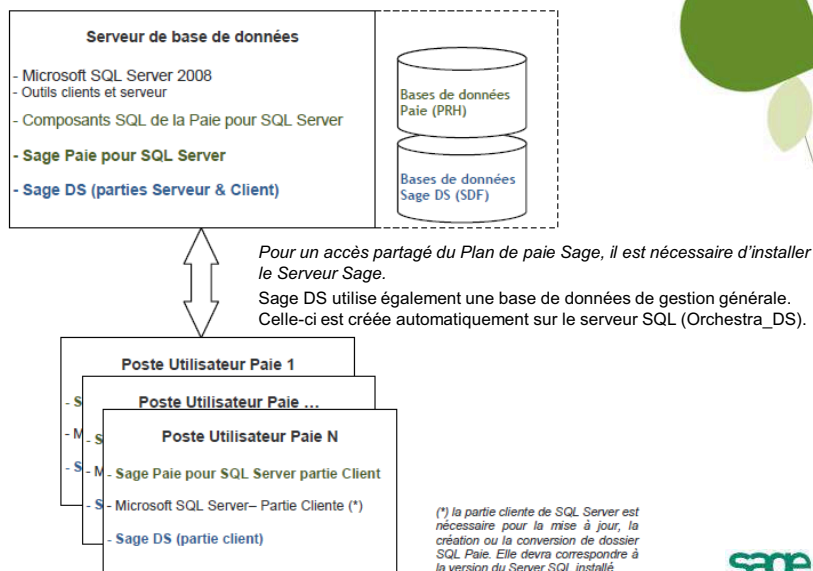 Serveur de base de données
- Microsoft SQL Server 2008
- Outils clients et serveur
- Composants SQL de la Paie pour SQL Server
- Sage Paie pour SQL Server
- Sage DS (parties Serveur & Client)
Bases de données
Paie (PRH)
Bases de données
Sage DS (SDF)
Pour un accès partagé du Plan de paie Sage, il est nécessaire d'installer
le Serveur Sage.
Sage DS utilise également une base de données de gestion générale.
Celle-ci est créée automatiquement sur le serveur SQL (Orchestra_DS).
Poste Utilisateur Paie 1
- S
- M
- S
Poste Utilisateur Paie ...
- S
- M
- S
Poste Utilisateur Paie N
- Sage Paie pour SQL Server partie Client
- Microsoft SQL Server– Partie Cliente (*)
- Sage DS (partie client)
(*) la partie cliente de SQL Server est
nécessaire pour la mise à jour, la
création ou la conversion de dossier
SQL Paie. Elle devra correspondre à
la version du Server SQL installé
sage